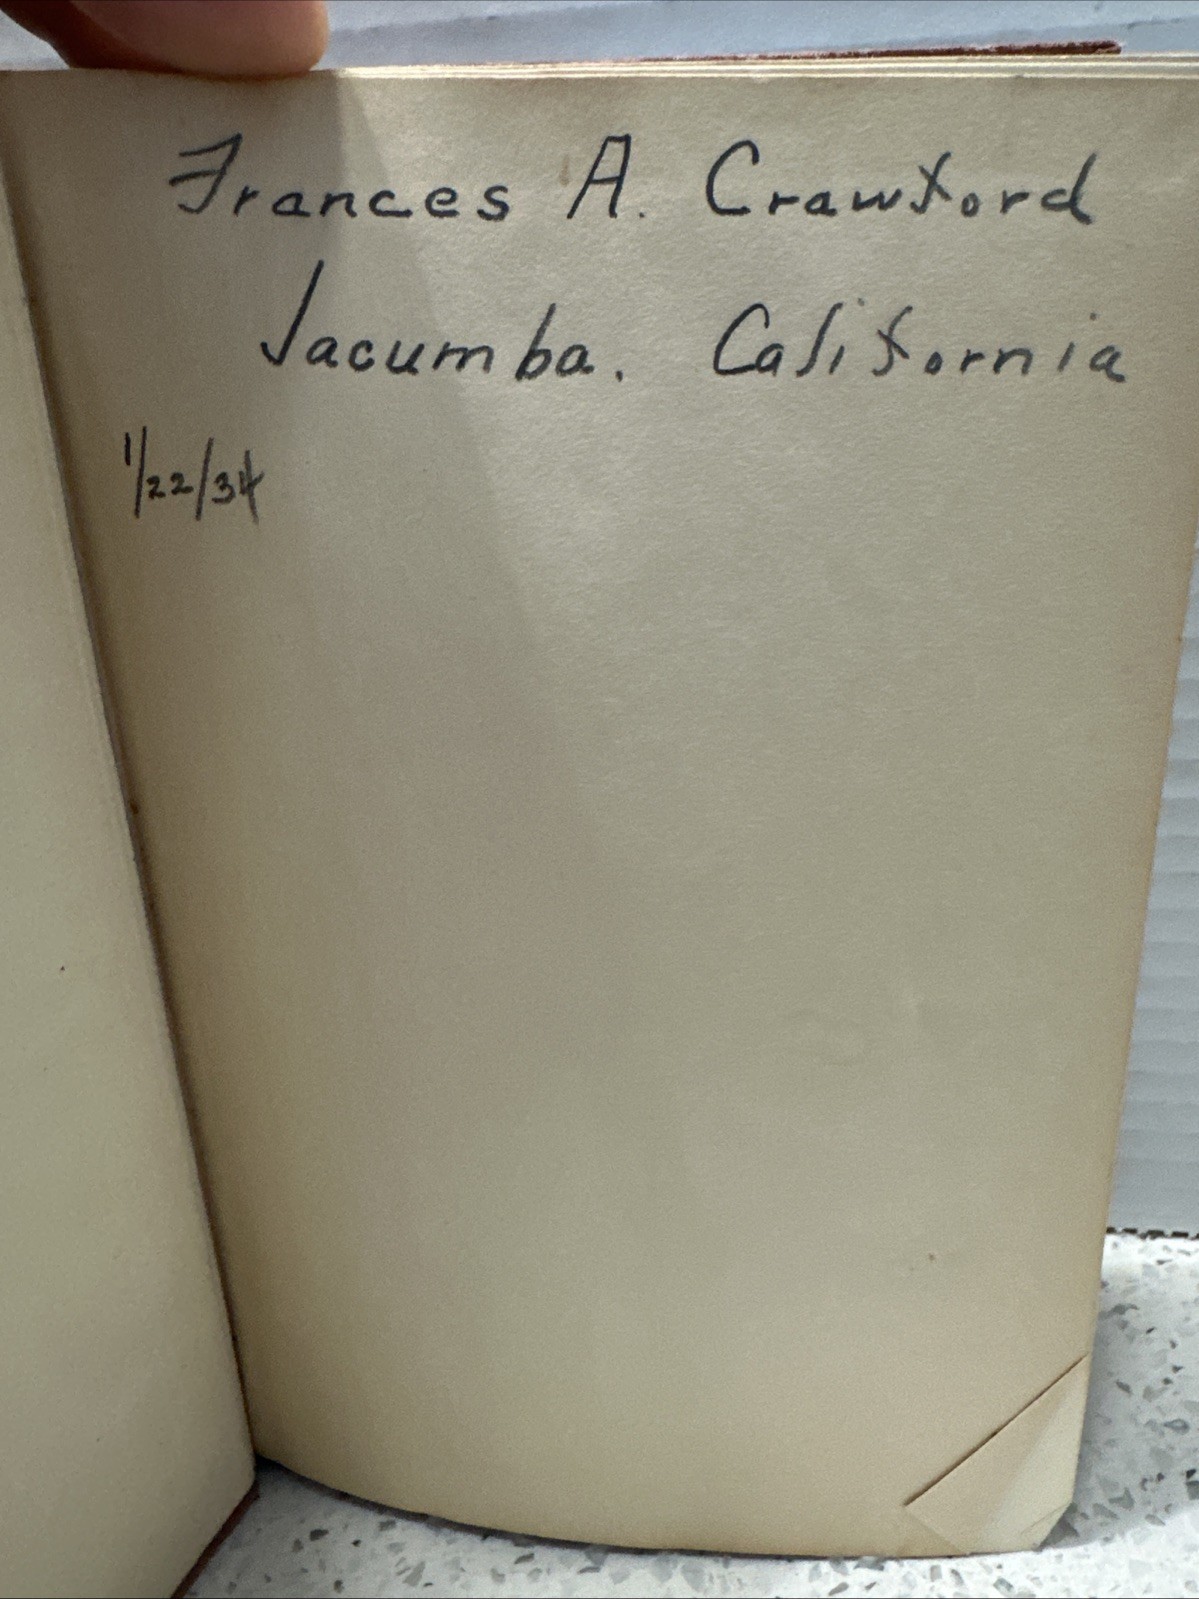 Frances A. Crawford
Jacumba. California
1/22/34